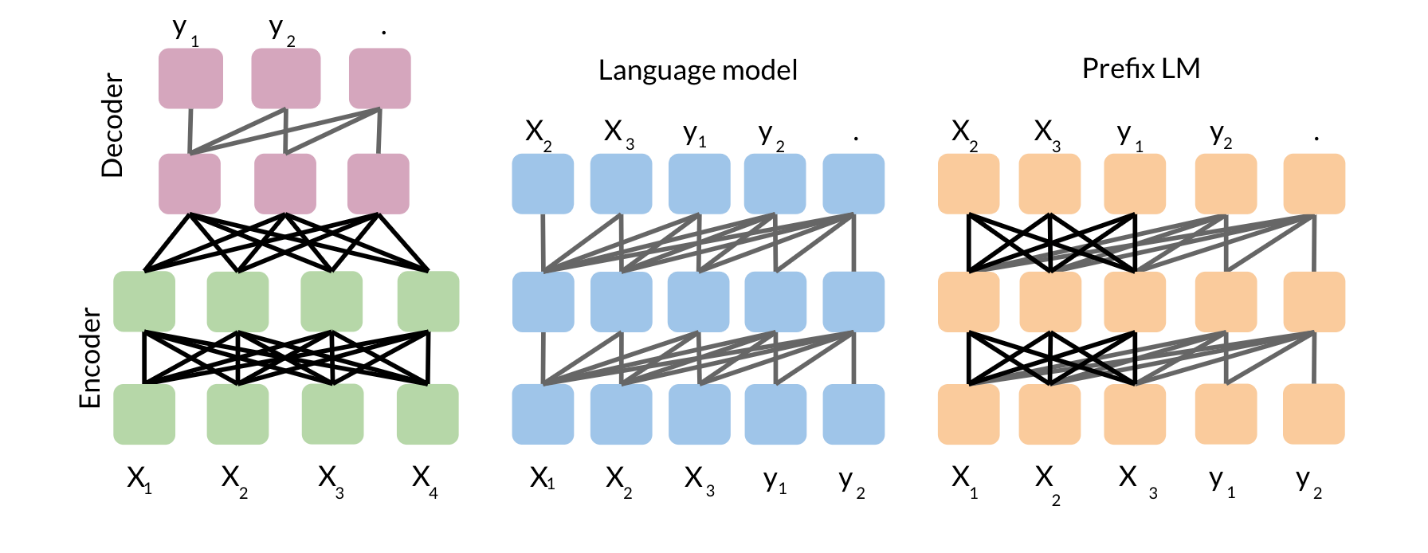 y1 y2 .
Decoder
Encoder
X1 X2 X3 X4
Language model
X2 X3 y1 y2 .
X1 X2 X3 y1 y2
Prefix LM
X2 X3 y1 y2 .
X1 X2 X3 y1 y2